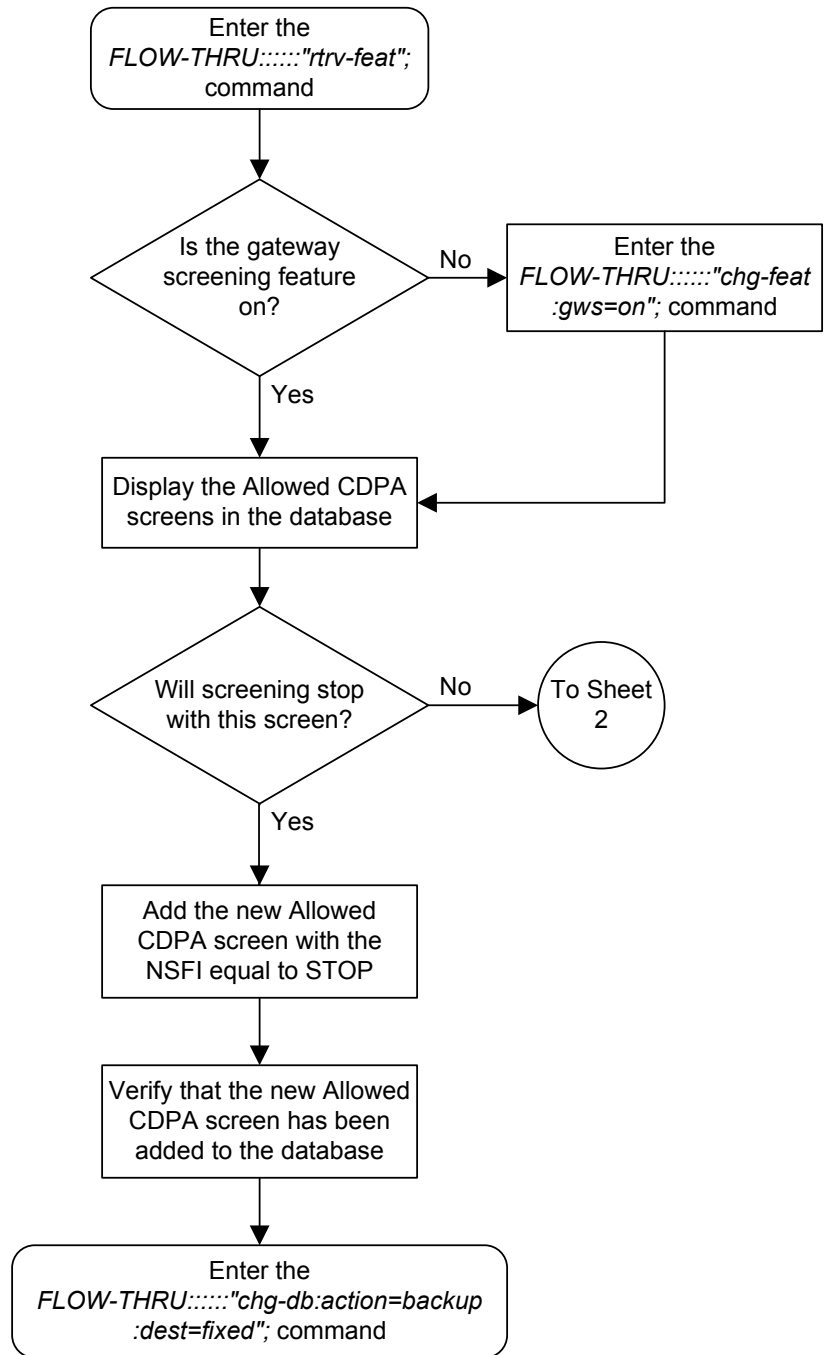 Enter the
FLOW-THRU::::::"rtrv-feat";
command
Is the gateway
screening feature
on?
No
Enter the
FLOW-THRU::::::"chg-feat
:gws=on"; command
Yes
Display the Allowed CDPA
screens in the database
Will screening stop
with this screen?
No
To Sheet
2
Yes
Add the new Allowed
CDPA screen with the
NSFI equal to STOP
Verify that the new Allowed
CDPA screen has been
added to the database
Enter the
FLOW-THRU::::::"chg-db:action=backup
:dest=fixed"; command